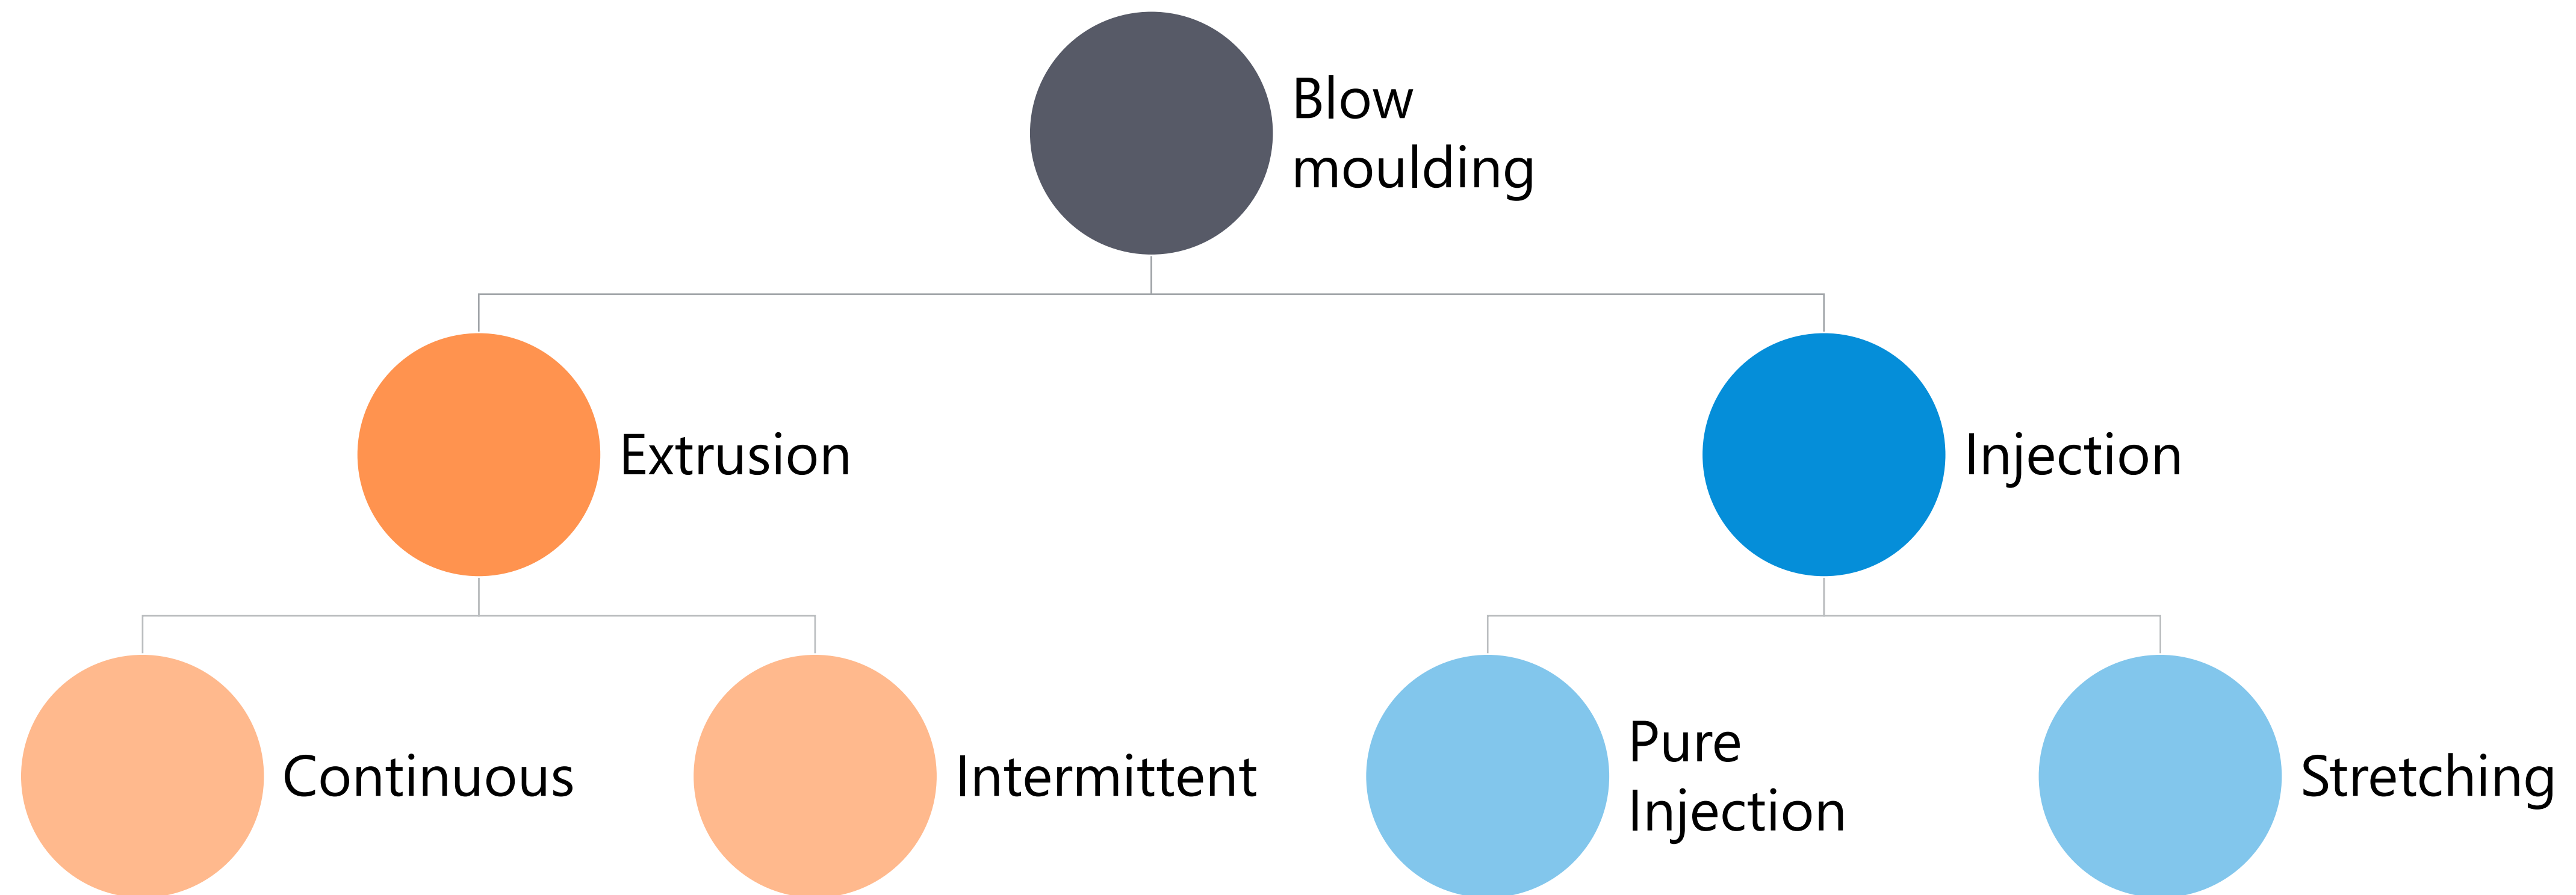 Blow
moulding
Extrusion
Injection
Continuous
Intermittent
Pure
Injection
Stretching